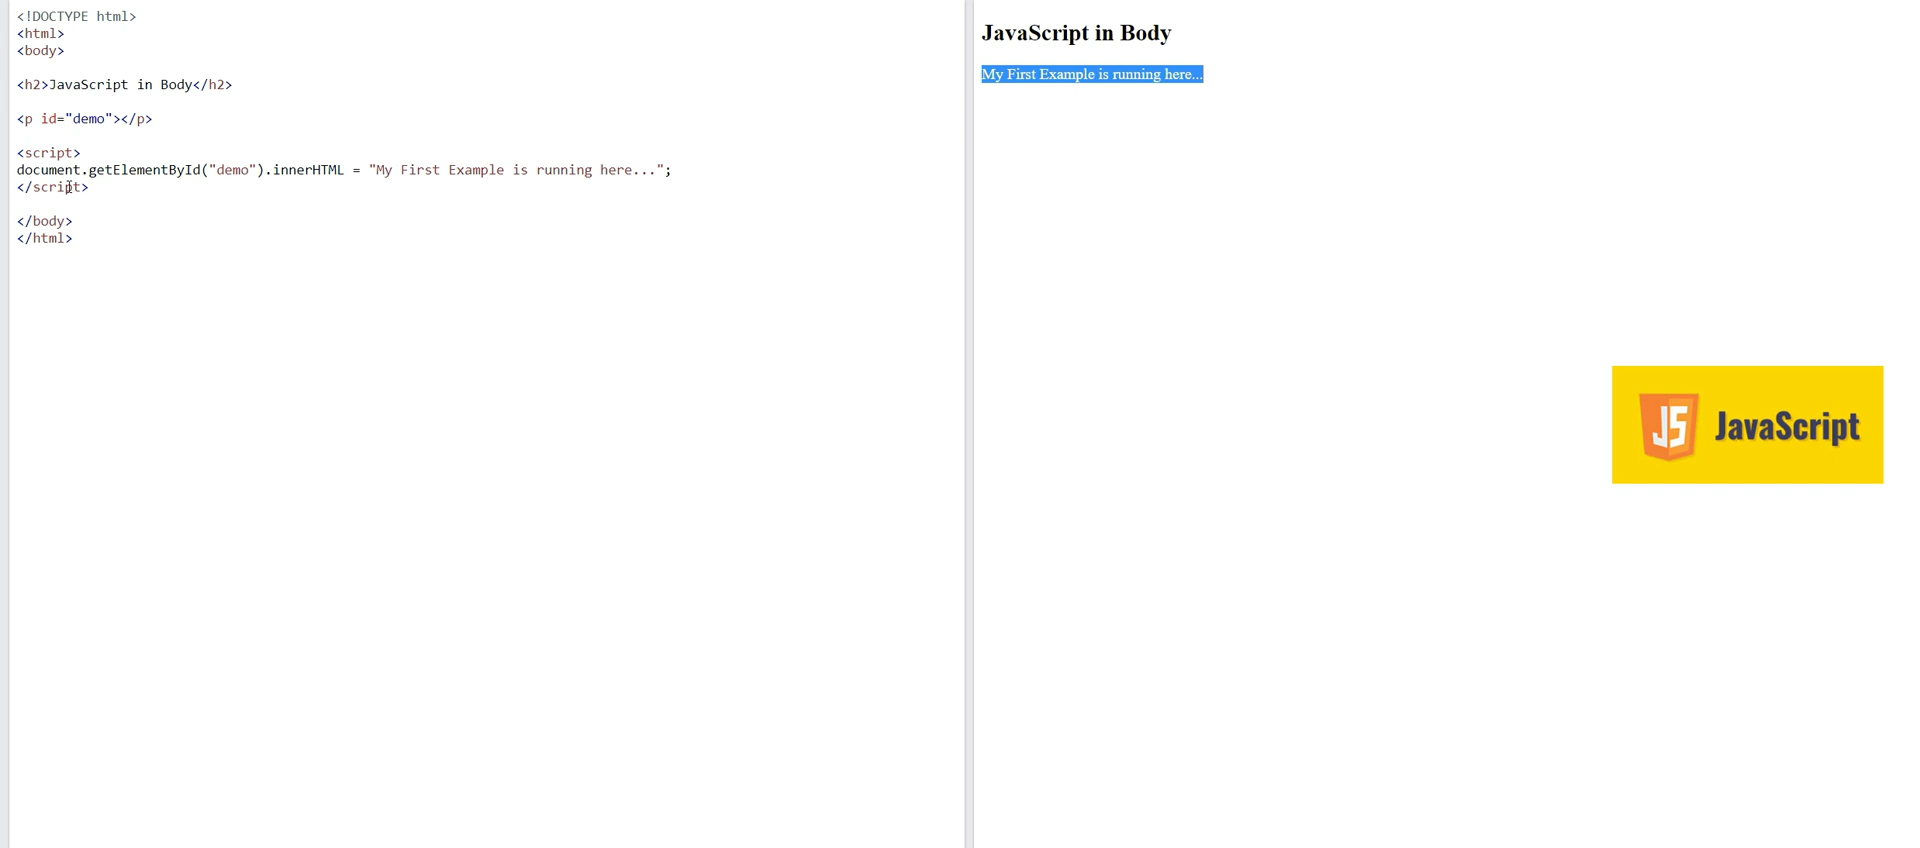 <!DOCTYPE html>
<html>
<body>
<h2>JavaScript in Body</h2>
<p id="demo"></p>
<script>
document.getElementById("demo").innerHTML = "My First Example is running here...";
</script>
</body>
</html>
JavaScript in Body
My First Example is running here...
JS JavaScript